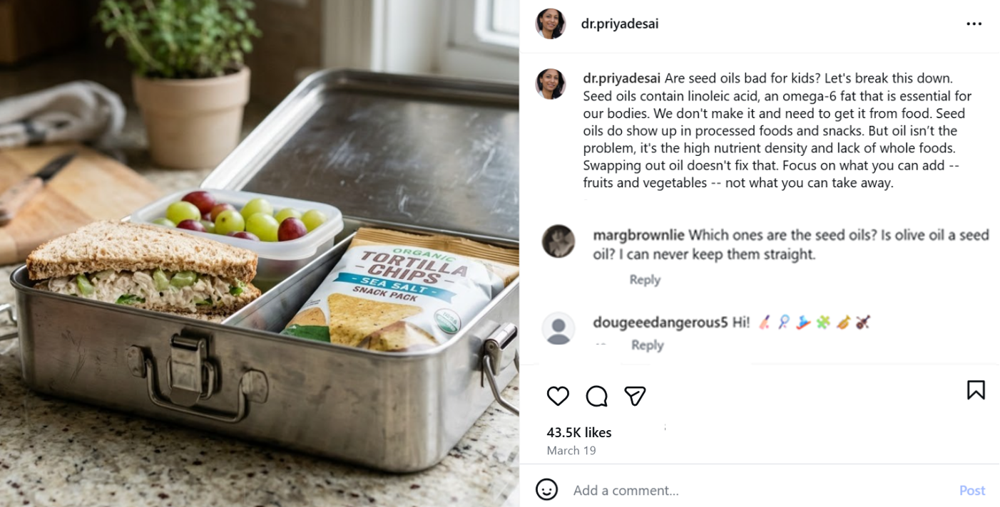 ORGANIC
TORTILLA
-CHIPS-
- SEA SALT -
SNACK PACK
dr.priyadesai
dr.priyadesai Are seed oils bad for kids? Let's break this down.
Seed oils contain linoleic acid, an omega-6 fat that is essential for
our bodies. We don't make it and need to get it from food. Seed
oils do show up in processed foods and snacks. But oil isn’t the
problem, it's the high nutrient density and lack of whole foods.
Swapping out oil doesn't fix that. Focus on what you can add --
fruits and vegetables -- not what you can take away.
margbrownlie Which ones are the seed oils? Is olive oil a seed
oil? I can never keep them straight.
Reply
dougeeedangerous5 Hi!
Reply
43.5K likes
March 19
Add a comment...
Post